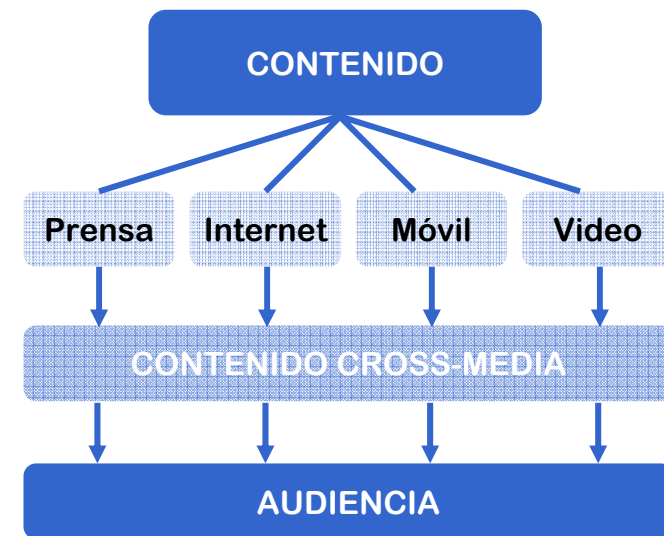 CONTENIDO
Prensa Internet Móvil Video
CONTENIDO CROSS-MEDIA
AUDIENCIA